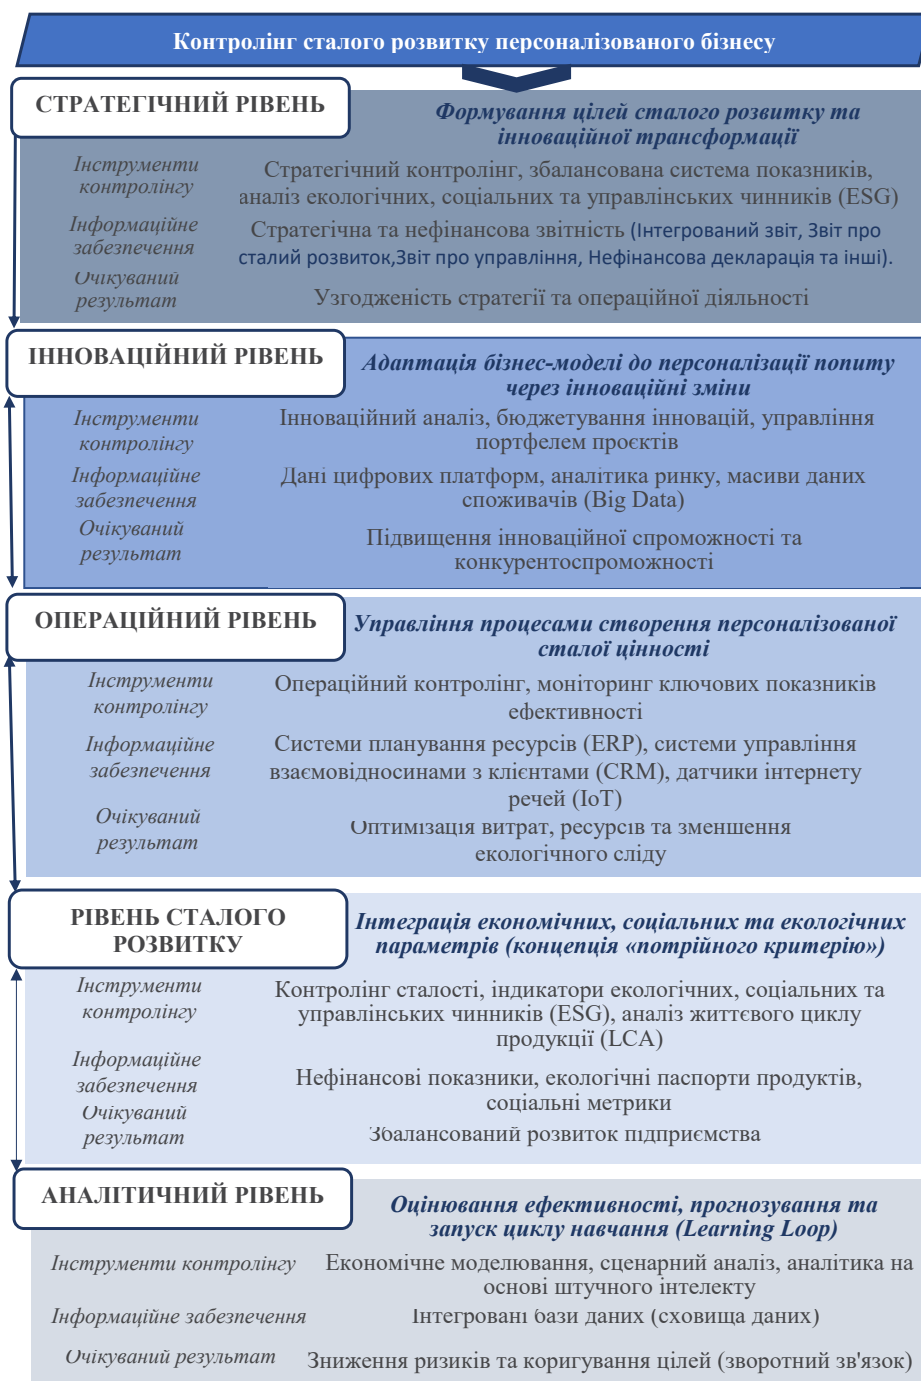 Контролінг сталого розвитку персоналізованого бізнесу
СТРАТЕГІЧНИЙ РІВЕНЬ
Формування цілей сталого розвитку та
інноваційної трансформації
Інструменти
контролінгу
Стратегічний контролінг, збалансована система показників,
аналіз екологічних, соціальних та управлінських чинників (ESG)
Інформаційне
забезпечення
Стратегічна та нефінансова звітність (Інтегрований звіт, Звіт про
сталий розвиток,Звіт про управління, Нефінансова декларація та інші).
Очікуваний
результат
Узгодженість стратегії та операційної діяльності
ІННОВАЦІЙНИЙ РІВЕНЬ
Адаптація бізнес-моделі до персоналізації попиту
через інноваційні зміни
Інструменти
контролінгу
Інноваційний аналіз, бюджетування інновацій, управління
портфелем проєктів
Інформаційне
забезпечення
Дані цифрових платформ, аналітика ринку, масиви даних
споживачів (Big Data)
Очікуваний
результат
Підвищення інноваційної спроможності та
конкурентоспроможності
ОПЕРАЦІЙНИЙ РІВЕНЬ
Управління процесами створення персоналізованої
сталої цінності
Інструменти
контролінгу
Операційний контролінг, моніторинг ключових показників
ефективності
Інформаційне
забезпечення
Системи планування ресурсів (ERP), системи управління
взаємовідносинами з клієнтами (CRM), датчики інтернету
речей (IoT)
Очікуваний
результат
Оптимізація витрат, ресурсів та зменшення
екологічного сліду
РІВЕНЬ СТАЛОГО
РОЗВИТКУ
Інтеграція економічних, соціальних та екологічних
параметрів (концепція «потрійного критерію»)
Інструменти
контролінгу
Контролінг сталості, індикатори екологічних, соціальних та
управлінських чинників (ESG), аналіз життєвого циклу
продукції (LCA)
Інформаційне
забезпечення
Нефінансові показники, екологічні паспорти продуктів,
соціальні метрики
Очікуваний
результат
Збалансований розвиток підприємства
АНАЛІТИЧНИЙ РІВЕНЬ
Оцінювання ефективності, прогнозування та
запуск циклу навчання (Learning Loop)
Інструменти контролінгу
Економічне моделювання, сценарний аналіз, аналітика на
основі штучного інтелекту
Інформаційне забезпечення
Інтегровані бази даних (сховища даних)
Очікуваний результат
Зниження ризиків та коригування цілей (зворотний зв'язок)